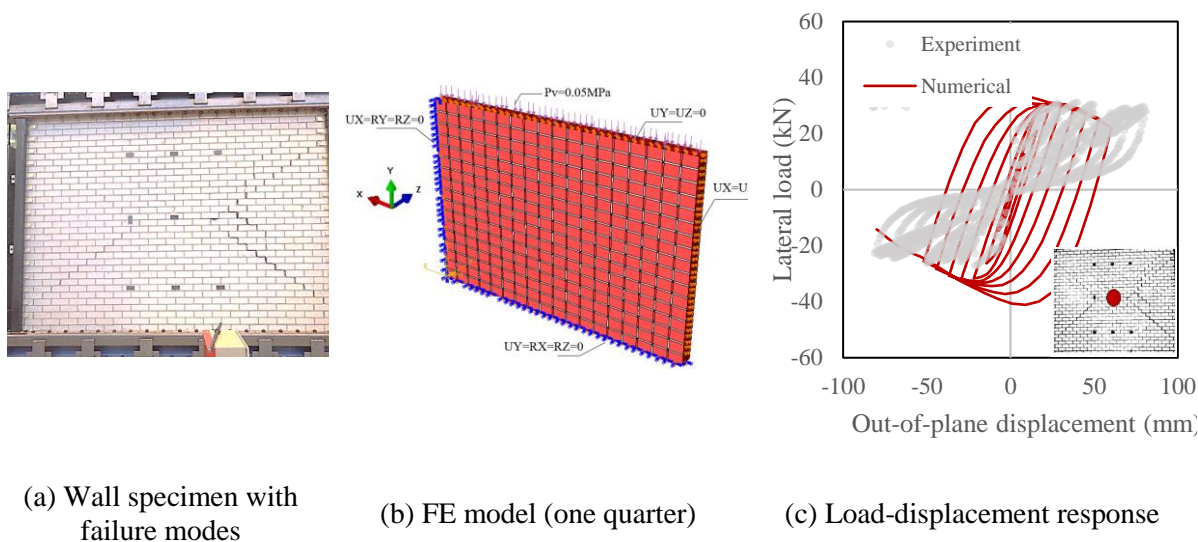 Pv=0.05MPa
UX=RY=RZ=0
UY=UZ=0
Y
X
Z
UX=U
UY=RX=RZ=0
60
40
20
0
-20
-40
-60
Lateral load (kN)
Experiment
Numerical
-100
-50
0
50
100
Out-of-plane displacement (mm)
(a) Wall specimen with
failure modes
(b) FE model (one quarter)
(c) Load-displacement response